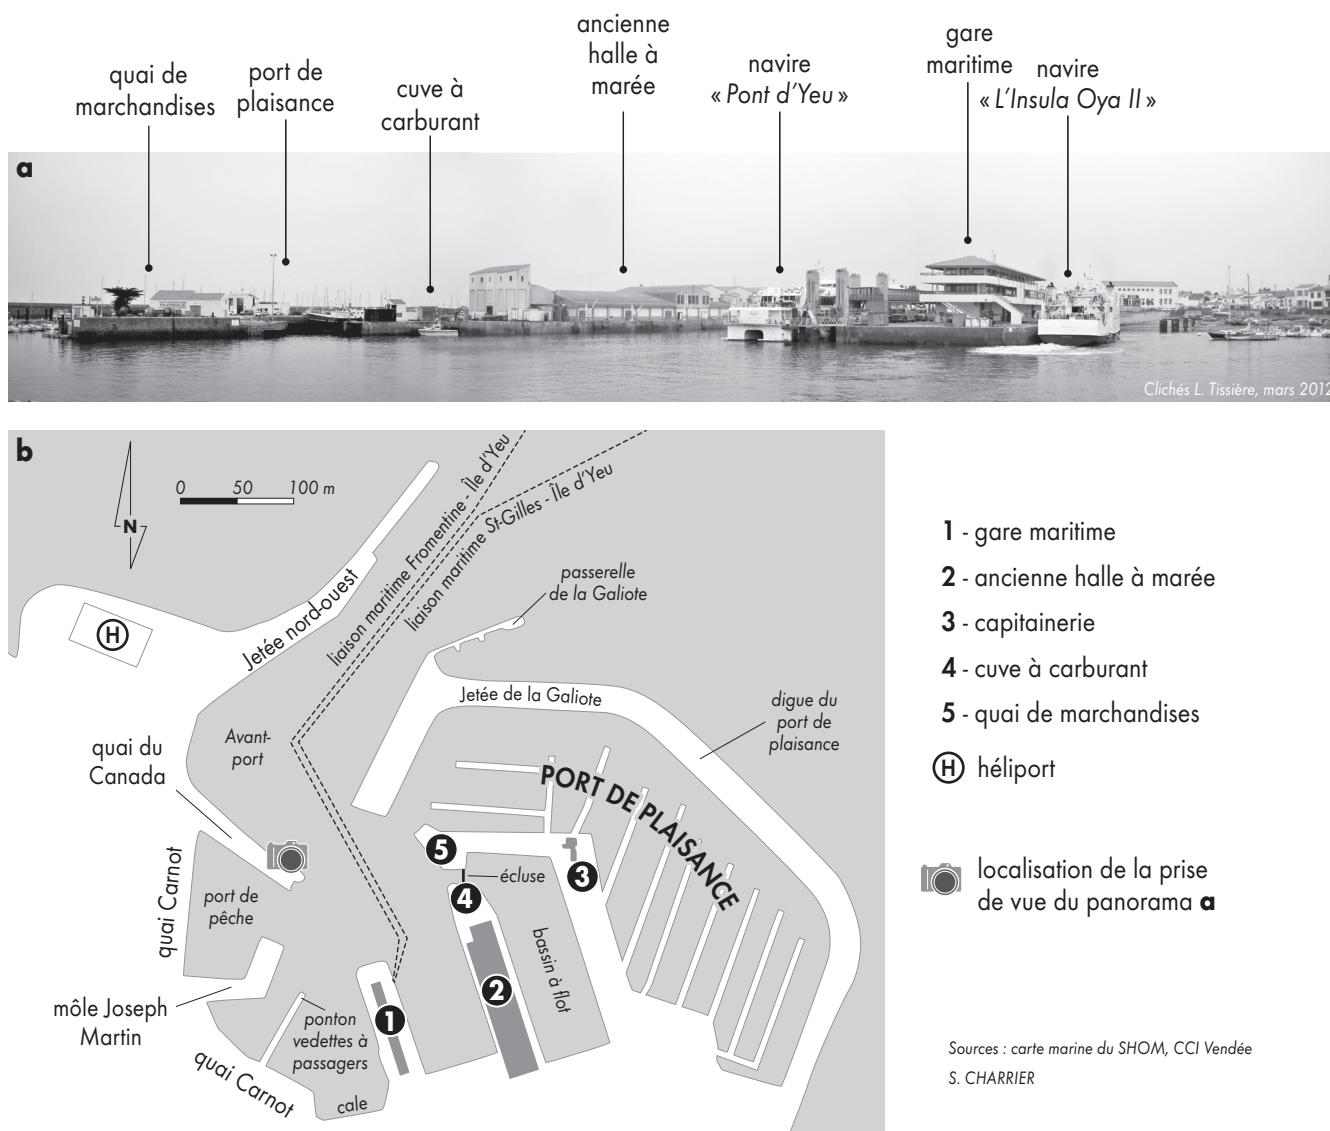 quai de
marchandises
port de
plaisance
cuve à
carburant
ancienne
halle à
marée
navire
« Pont d'Yeu »
gare
maritime
navire
« L'Insula Oya II »
a
Clichés L. Tissière, mars 2012
b
0 50 100 m
N
liaison maritime Fromentine - Île d'Yeu
liaison maritime St-Gilles - Île d'Yeu
passerelle
de la Galiote
Jetée nord-ouest
H
Jetée de la Galiote
digue du
port de
plaisance
Avant-
port
quai du
Canada
PORT DE PLAISANCE
5
écluse
3
4
quai Carnot
port de
pêche
bassin à flot
2
môle Joseph
Martin
ponton
vedettes à
passagers
1
quai Carnot
cale
1 - gare maritime
2 - ancienne halle à marée
3 - capitainerie
4 - cuve à carburant
5 - quai de marchandises
H héliport
localisation de la prise
de vue du panorama a
Sources : carte marine du SHOM, CCI Vendée
S. CHARRIER